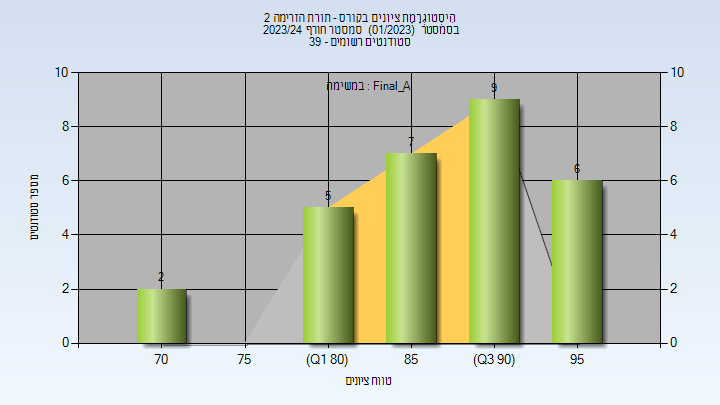 היסטוגרמת ציונים בקורס - תורת הזרימה 2
בסמסטר (01/2023) סמסטר חורף 2023/24
סטודנטים רשומים - 39
במשימה : Final_A
מספר סטודנטים
10 8 6 4 2 0
10 8 6 4 2 0
2 5 7 9 6
70 75 (Q1 80) 85 (Q3 90) 95
טווח ציונים